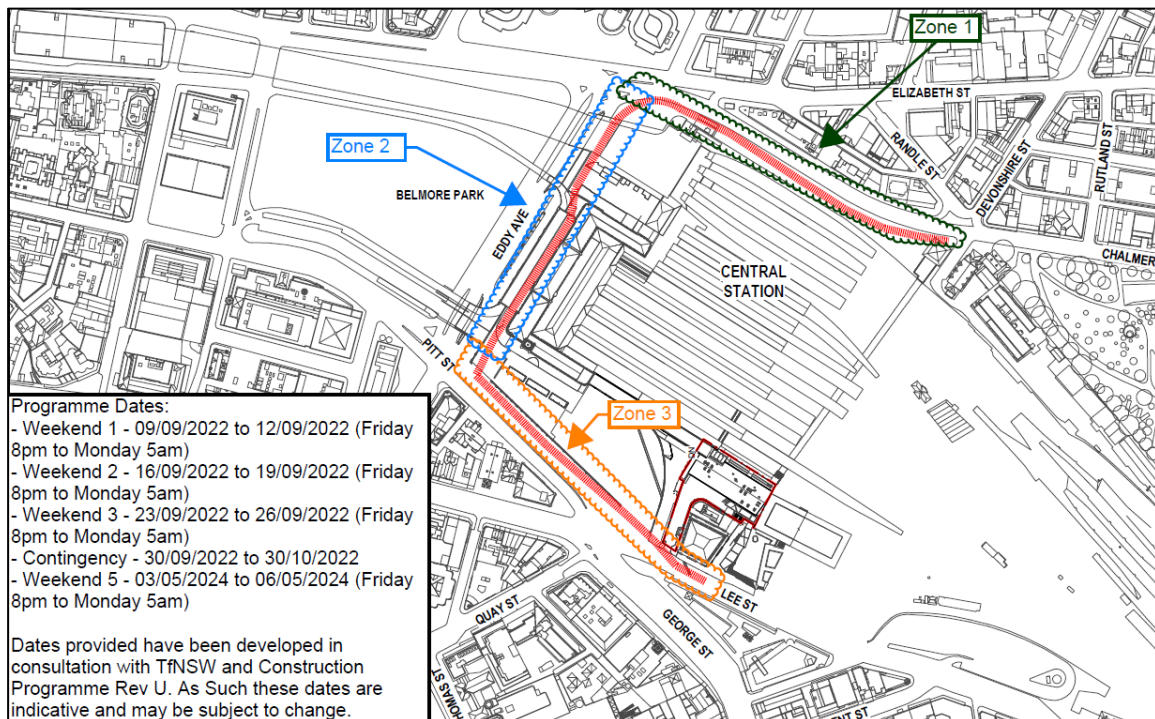 Zone 1
ELIZABETH ST
RANDLE ST
DEVONSHIRE ST
RUTLAND ST
Zone 2
BELMORE PARK
EDDY AVE
CENTRAL
STATION
CHALMER
PITT ST
Zone 3
LEE ST
QUAY ST
GEORGE ST
HOMAS ST
ENT ST
Programme Dates:
- Weekend 1 - 09/09/2022 to 12/09/2022 (Friday
8pm to Monday 5am)
- Weekend 2 - 16/09/2022 to 19/09/2022 (Friday
8pm to Monday 5am)
- Weekend 3 - 23/09/2022 to 26/09/2022 (Friday
8pm to Monday 5am)
- Contingency - 30/09/2022 to 30/10/2022
- Weekend 5 - 03/05/2024 to 06/05/2024 (Friday
8pm to Monday 5am)
Dates provided have been developed in
consultation with TfNSW and Construction
Programme Rev U. As Such these dates are
indicative and may be subject to change.